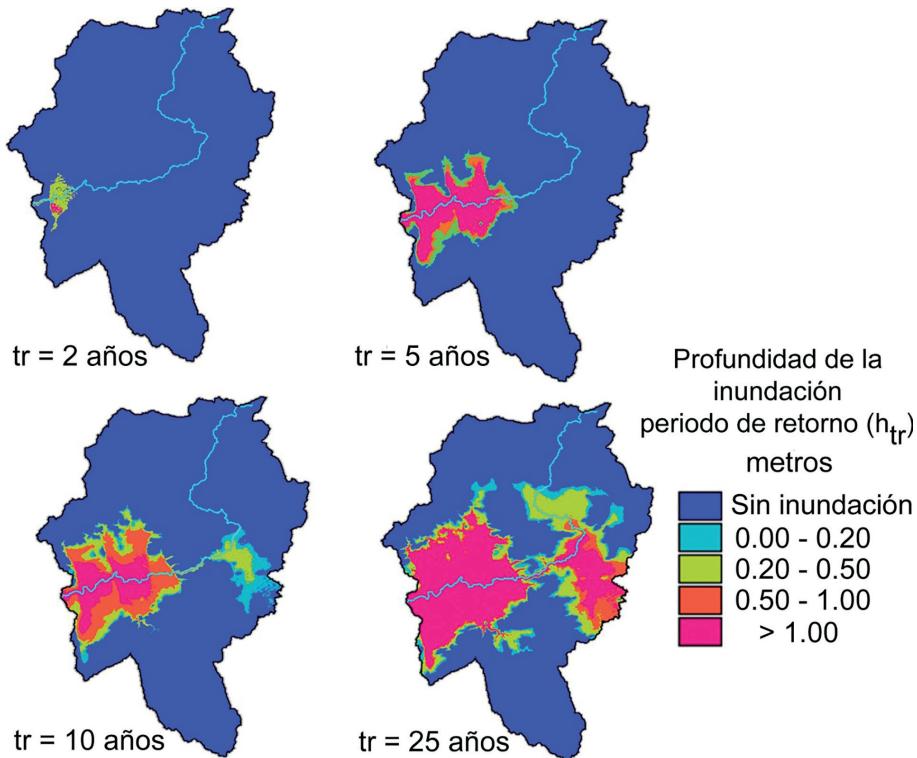 tr = 2 años
tr = 5 años
tr = 10 años
tr = 25 años
Profundidad de la
inundación
periodo de retorno (htr)
metros
Sin inundación
0.00 - 0.20
0.20 - 0.50
0.50 - 1.00
> 1.00